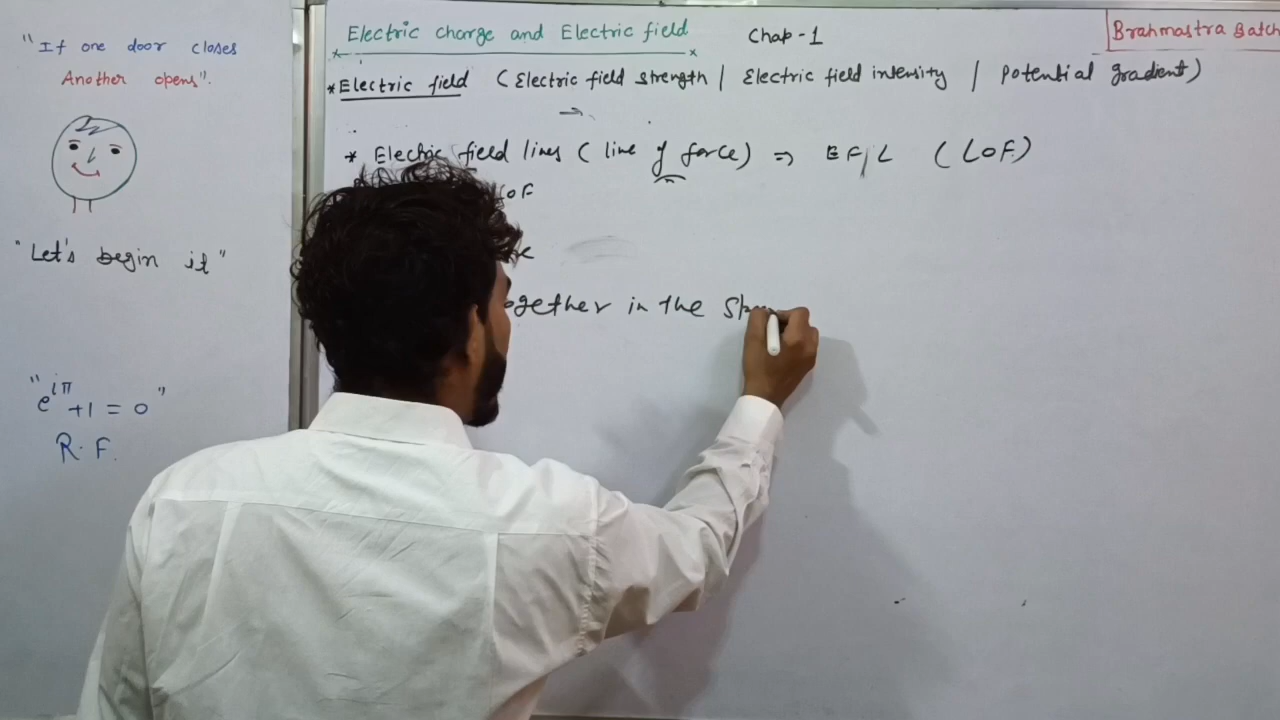 "If one door closes
Another opens".
"Let's begin it"
"e^iπ +1 = 0"
R.F.
Electric charge and Electric field Chap-1
Brahmastra Batch
* Electric field (Electric field strength | Electric field intensity | Potential gradient)
* Electric field lines (line of force) ⇒ EF/L (LOF)
LOF
together in the